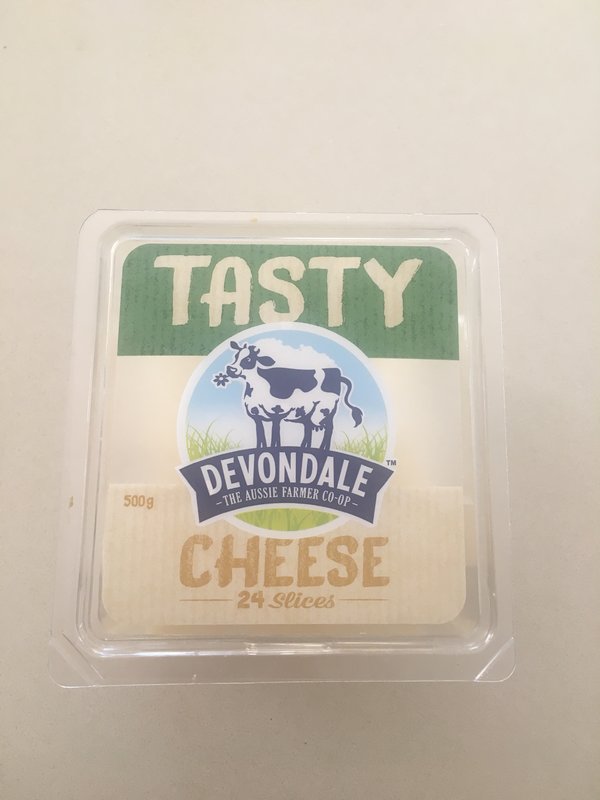 TASTY
DEVONDALE
TM
- THE AUSSIE FARMER CO-OP -
500g
CHEESE
24 Slices